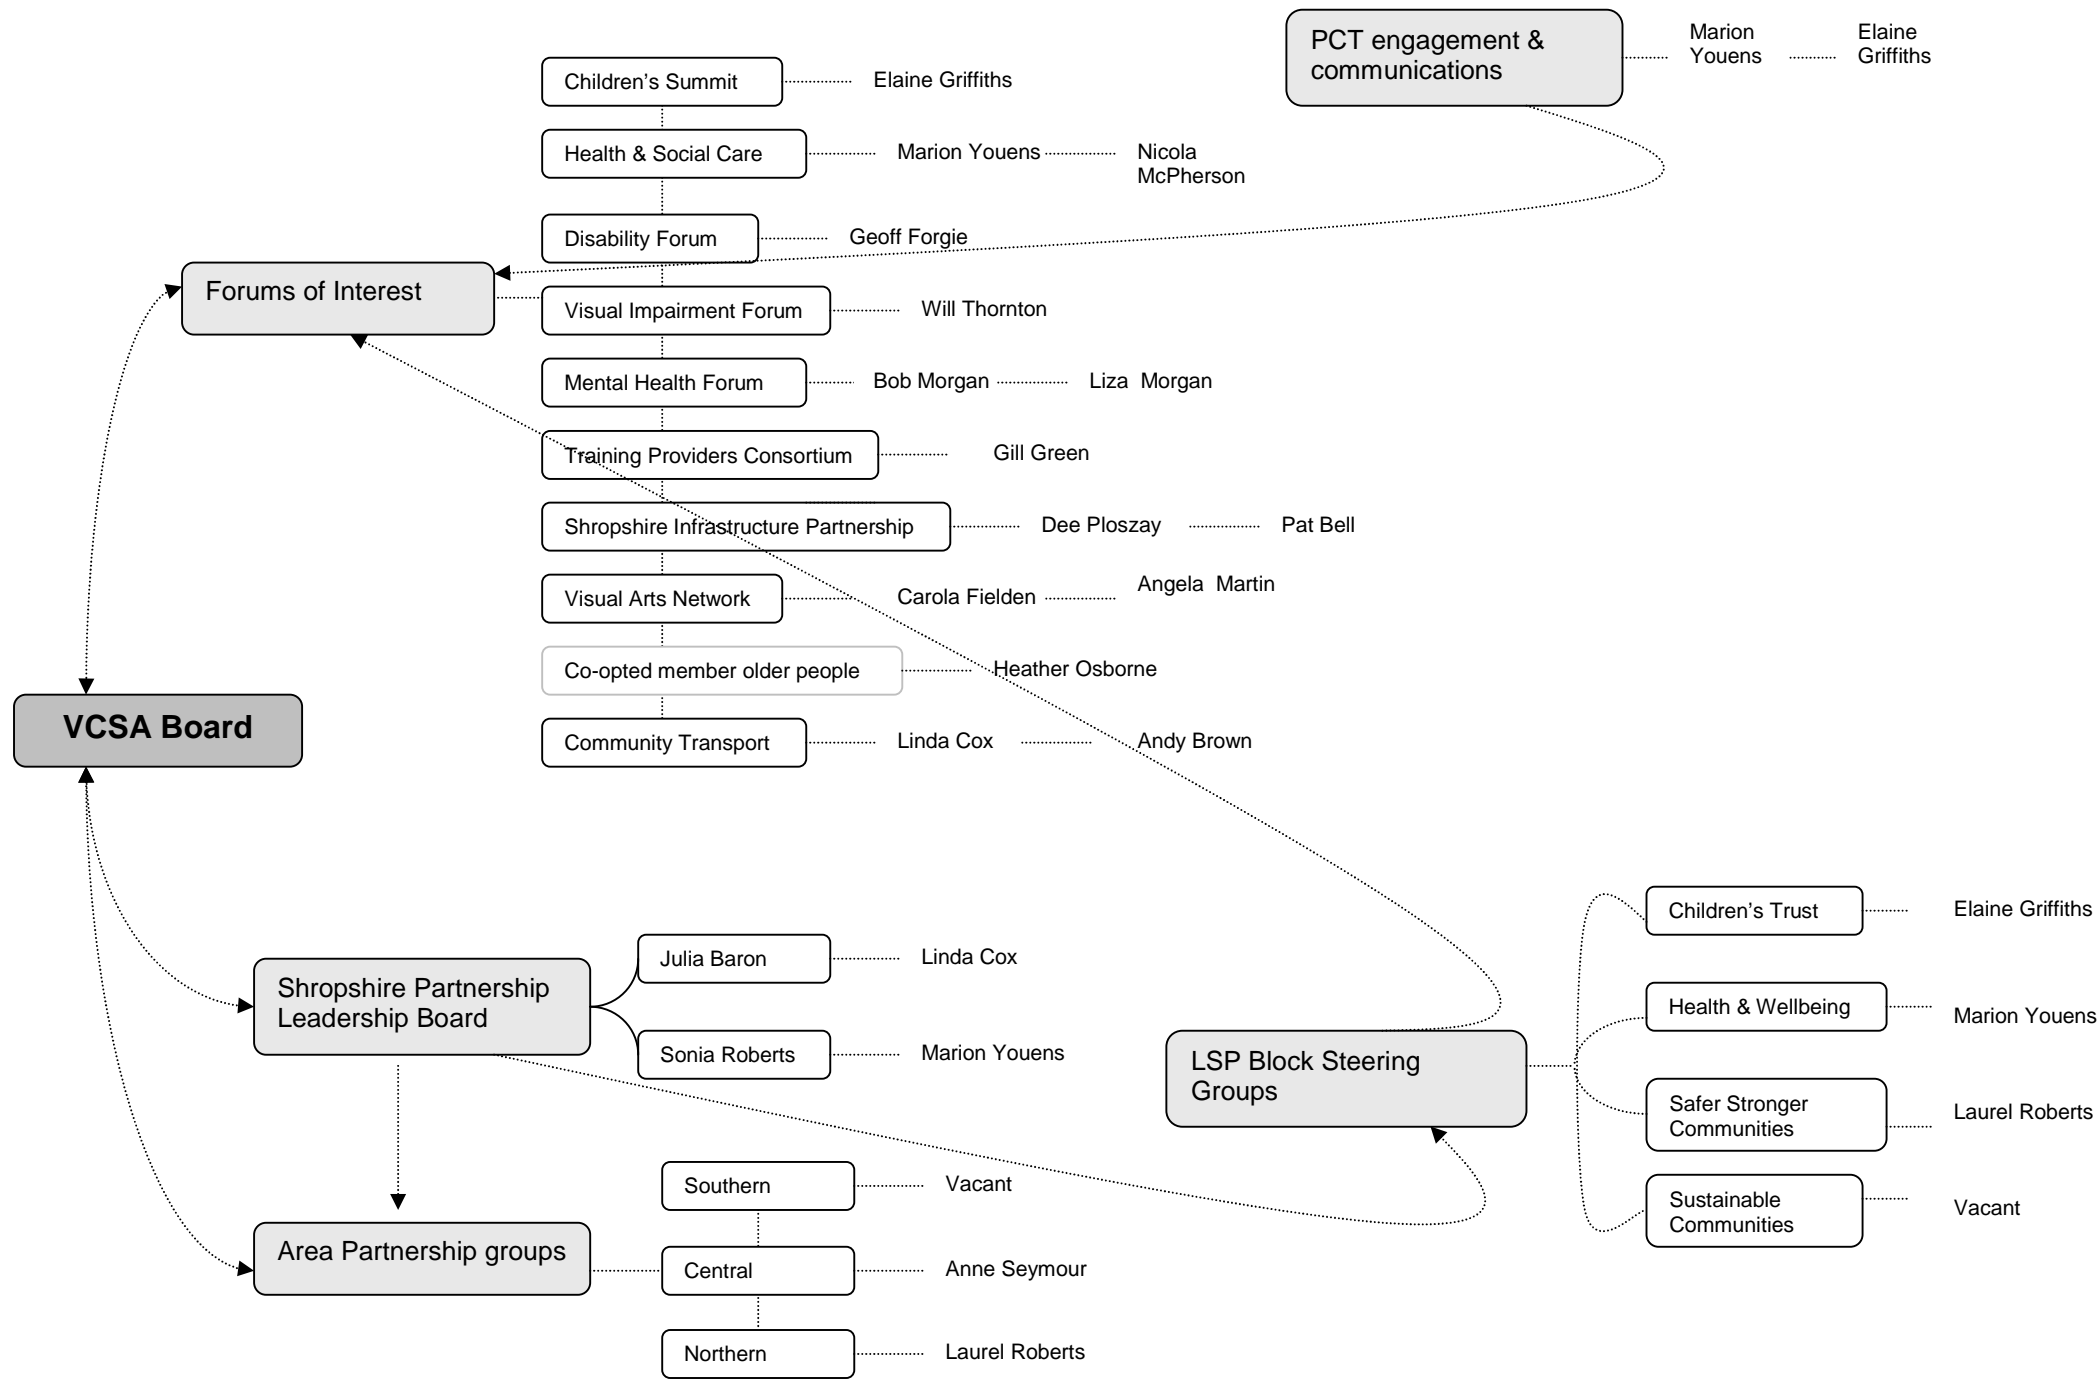 PCT engagement &
communications
Marion
Youens
Elaine
Griffiths
Children's Summit
Elaine Griffiths
Health & Social Care
Marion Youens
Nicola
McPherson
Disability Forum
Geoff Forgie
Forums of Interest
Visual Impairment Forum
Will Thornton
Mental Health Forum
Bob Morgan
Liza  Morgan
Training Providers Consortium
Gill Green
Shropshire Infrastructure Partnership
Dee Ploszay
Pat Bell
Visual Arts Network
Carola Fielden
Angela  Martin
Co-opted member older people
Heather Osborne
VCSA Board
Community Transport
Linda Cox
Andy Brown
Shropshire Partnership
Leadership Board
Julia Baron
Linda Cox
Sonia Roberts
Marion Youens
LSP Block Steering
Groups
Children's Trust
Elaine Griffiths
Health & Wellbeing
Marion Youens
Safer Stronger
Communities
Laurel Roberts
Sustainable
Communities
Vacant
Area Partnership groups
Southern
Vacant
Central
Anne Seymour
Northern
Laurel Roberts